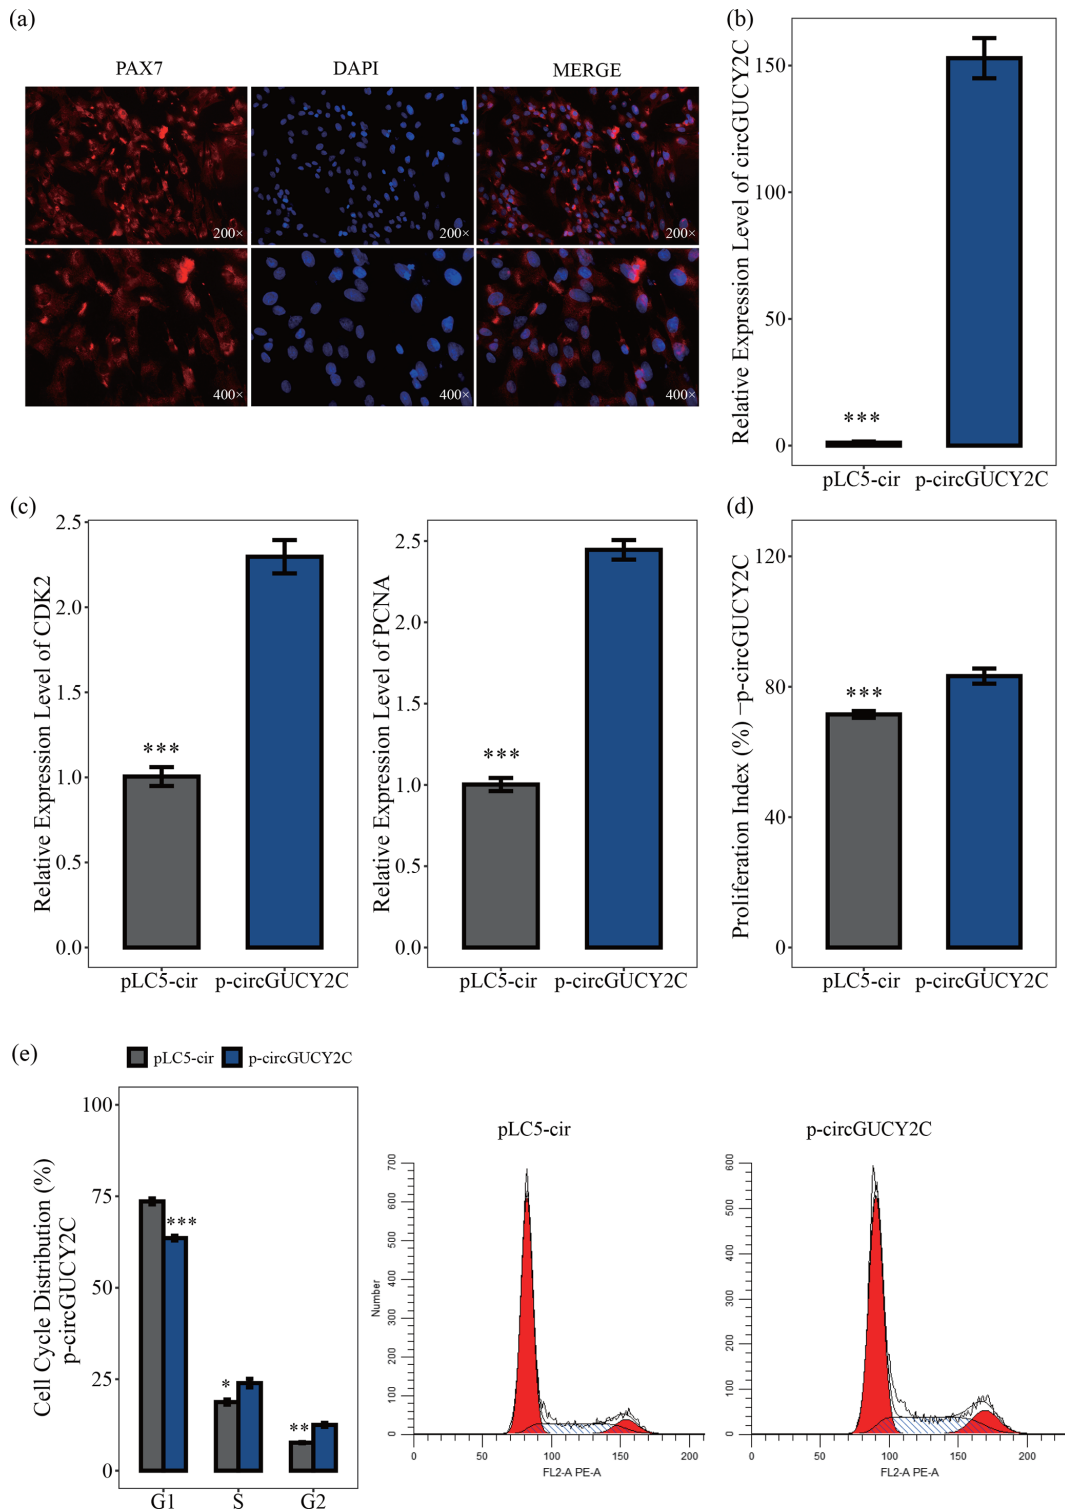 (a)
PAX7 DAPI MERGE
200× 200× 200×
400× 400× 400×
(b)
Relative Expression Level of circGUCY2C
150
100
50
0
***
pLC5-cir p-circGUCY2C
(c)
Relative Expression Level of CDK2
2.5
2.0
1.5
1.0
0.5
0.0
***
pLC5-cir p-circGUCY2C
Relative Expression Level of PCNA
2.5
2.0
1.5
1.0
0.5
0.0
***
pLC5-cir p-circGUCY2C
(d)
Proliferation Index (%) –p-circGUCY2C
120
80
40
0
***
pLC5-cir p-circGUCY2C
(e)
pLC5-cir p-circGUCY2C
Cell Cycle Distribution (%)
p-circGUCY2C
100
75
50
25
0
***
*
**
G1 S G2
pLC5-cir
Number
700
600
500
400
300
200
100
0
0 50 100 150 200
FL2-A PE-A
p-circGUCY2C
600
500
400
300
200
100
0
0 50 100 150 200
FL2-A PE-A